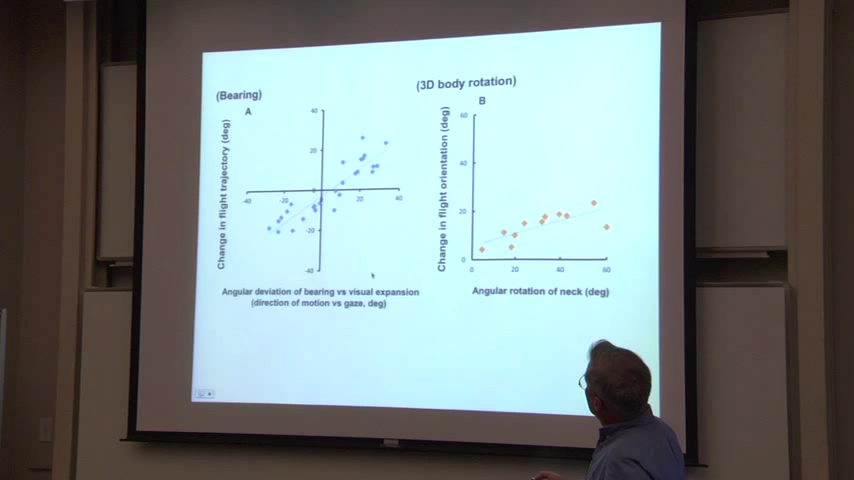 (Bearing)
A
Change in flight trajectory (deg)
40
20
0
-20
-40
-40
-20
20
40
Angular deviation of bearing vs visual expansion
(direction of motion vs gaze, deg)
(3D body rotation)
B
Change in flight orientation (deg)
60
40
20
0
0
20
40
60
Angular rotation of neck (deg)